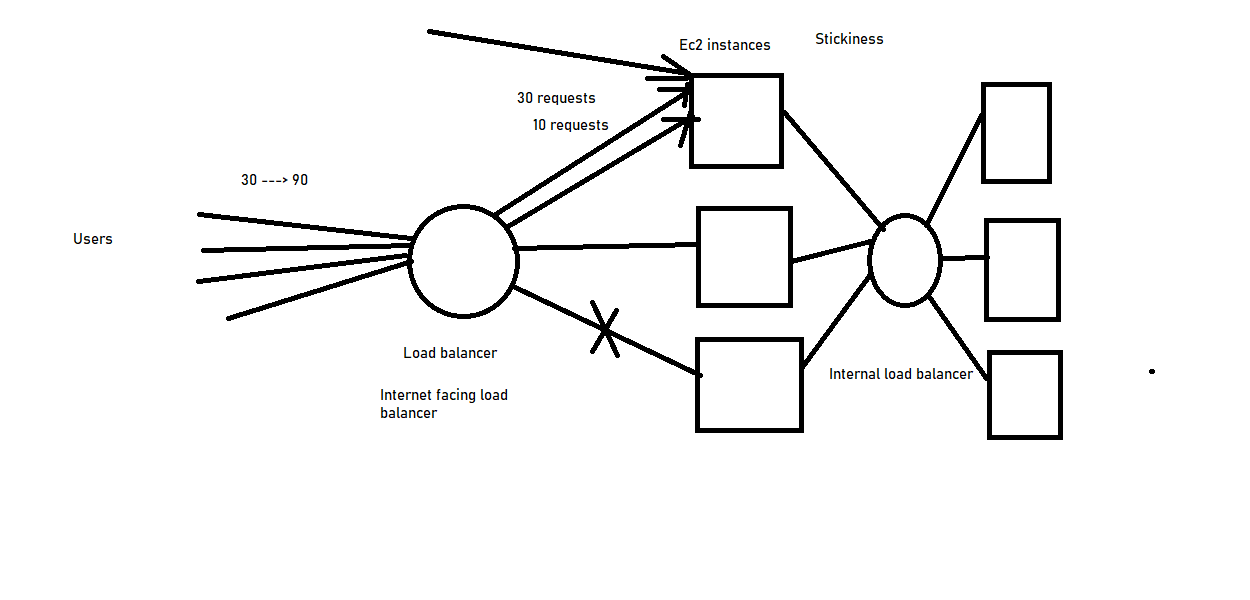 Ec2 instances
Stickiness
30 requests
10 requests
30 ---> 90
Users
Load balancer
Internet facing load
balancer
Internal load balancer